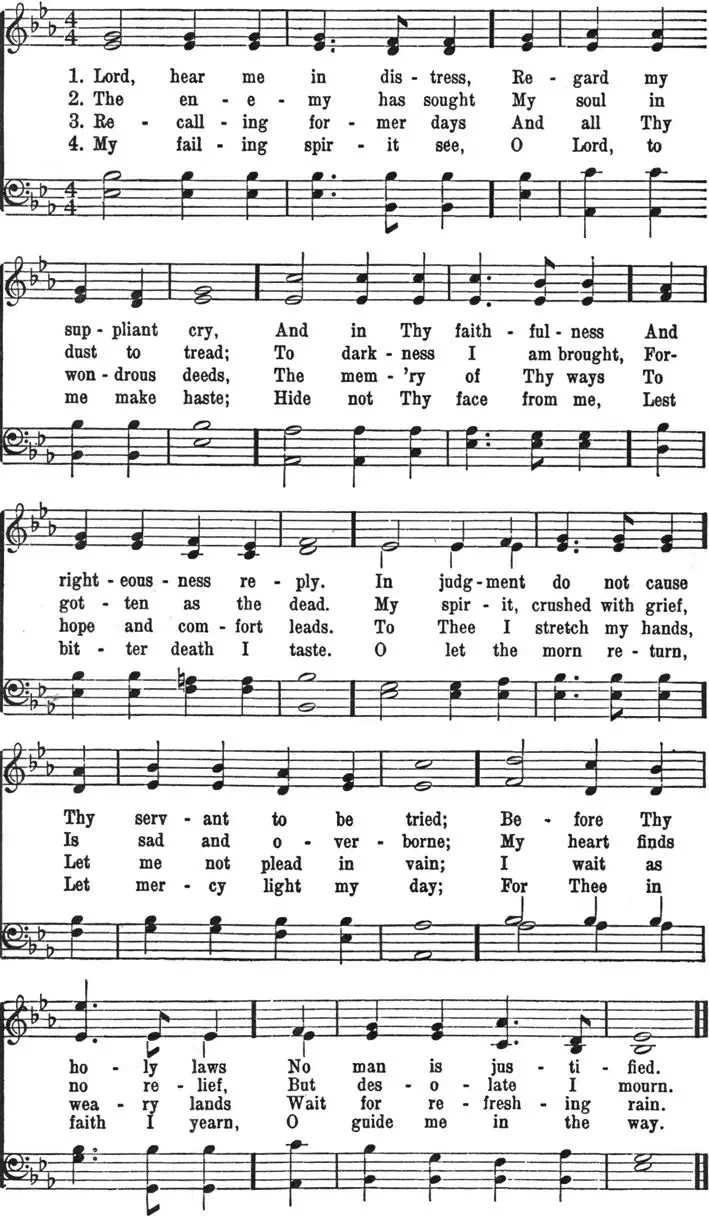 1. Lord, hear me in dis - tress, Re - gard my
2. The en - e - my has sought My soul in
3. Re - call - ing for - mer days And all Thy
4. My fail - ing spir - it see, O Lord, to
sup - pliant cry, And in Thy faith - ful - ness And
dust to tread; To dark - ness I am brought, For-
won - drous deeds, The mem - 'ry of Thy ways To
me make haste; Hide not Thy face from me, Lest
right - eous - ness re - ply. In judg - ment do not cause
got - ten as the dead. My spir - it, crushed with grief,
hope and com - fort leads. To Thee I stretch my hands,
bit - ter death I taste. O let the morn re - turn,
Thy serv - ant to be tried; Be - fore Thy
Is sad and o - ver - borne; My heart finds
Let me not plead in vain; I wait as
Let mer - cy light my day; For Thee in
ho - ly laws No man is jus - ti - fied.
no re - lief, But des - o - late I mourn.
wea - ry lands Wait for re - fresh - ing rain.
faith I yearn, O guide me in the way.